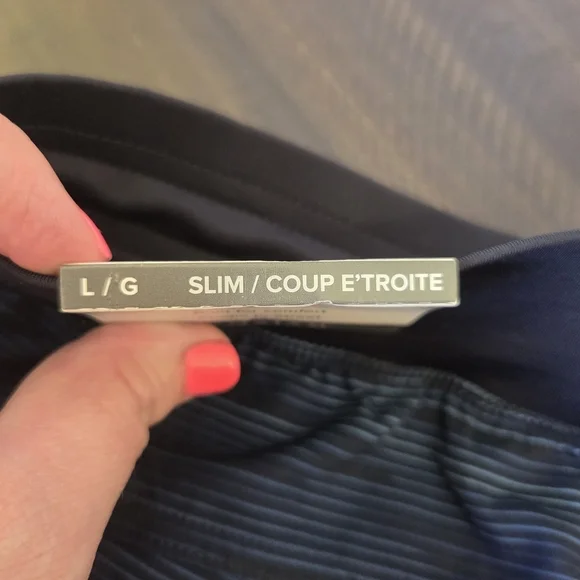 L / G SLIM / COUP E'TROITE